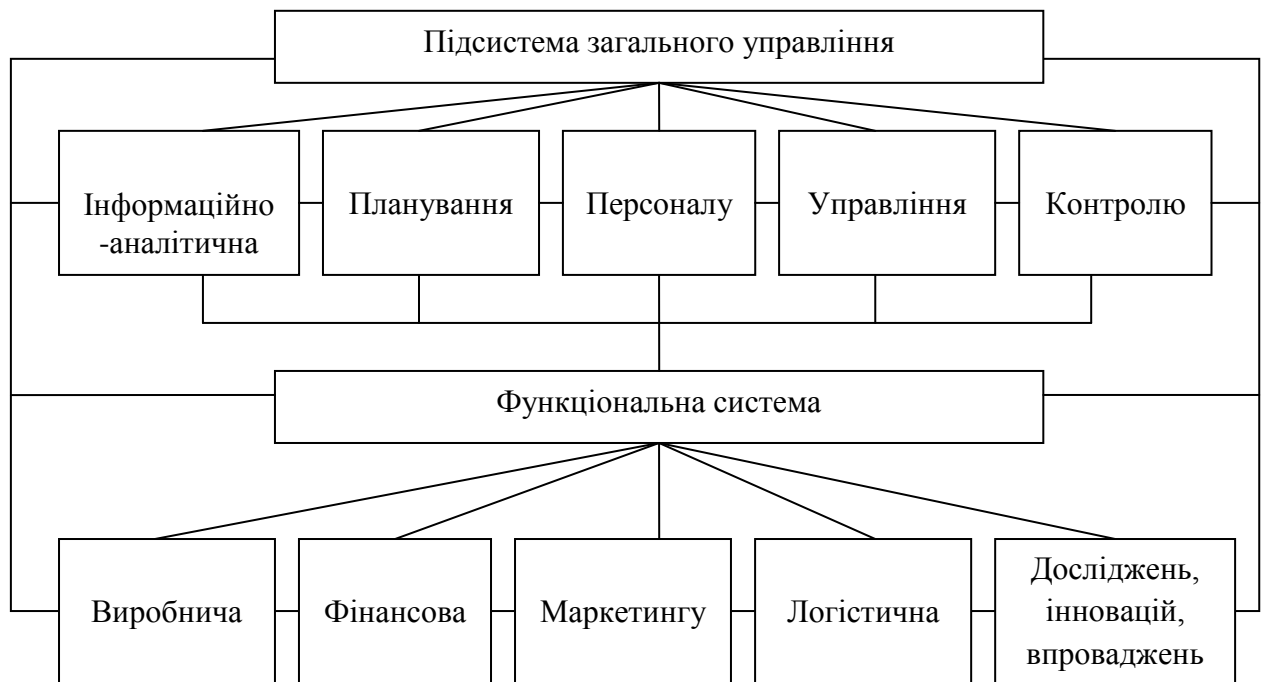 Підсистема загального управління
Інформаційно
-аналітична
Планування
Персоналу
Управління
Контролю
Функціональна система
Виробнича
Фінансова
Маркетингу
Логістична
Досліджень,
інновацій,
впроваджень